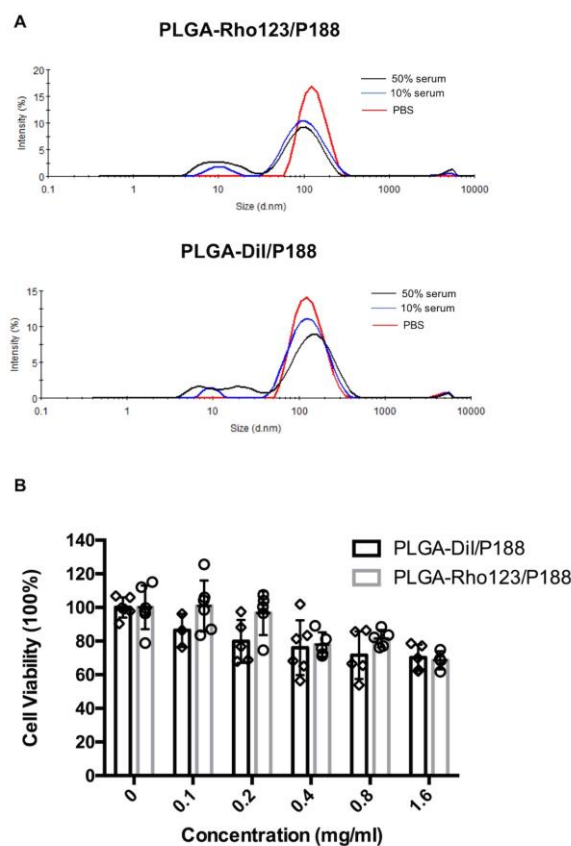 A
PLGA-Rho123/P188
20
15
10
5
0
Intensity (%)
50% serum
10% serum
PBS
0.1 1 10 100 1000 10000
Size (d.nm)
PLGA-DiI/P188
15
10
5
0
Intensity (%)
50% serum
10% serum
PBS
0.1 1 10 100 1000 10000
Size (d.nm)
B
140
120
100
80
60
40
20
0
Cell Viability (100%)
PLGA-DiI/P188
PLGA-Rho123/P188
0 0.1 0.2 0.4 0.8 1.6
Concentration (mg/ml)